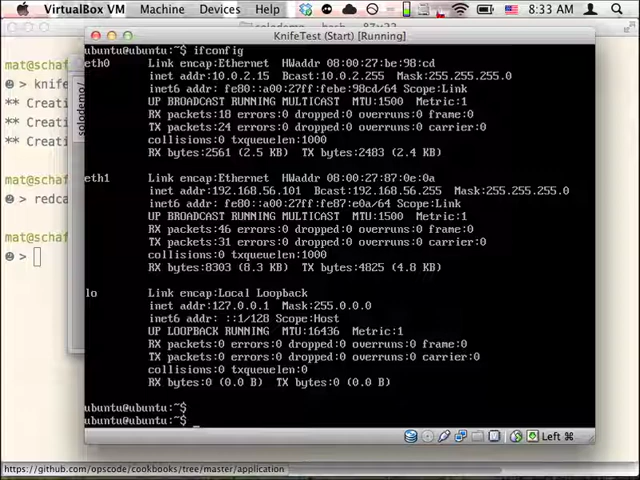 VirtualBox VM Machine Devices Help 8:33 AM
KnifeTest (Start) [Running]
mat@schaf
knife
** Creati
** Creati
** Creati
mat@schaf
redca
mat@schaf
solodemo/
ubuntu@ubuntu:~$ ifconfig
eth0 Link encap:Ethernet HWaddr 08:00:27:be:98:cd
inet addr:10.0.2.15 Bcast:10.0.2.255 Mask:255.255.255.0
inet6 addr: fe80::a00:27ff:febe:98cd/64 Scope:Link
UP BROADCAST RUNNING MULTICAST MTU:1500 Metric:1
RX packets:18 errors:0 dropped:0 overruns:0 frame:0
TX packets:24 errors:0 dropped:0 overruns:0 carrier:0
collisions:0 txqueuelen:1000
RX bytes:2561 (2.5 KB) TX bytes:2483 (2.4 KB)
eth1 Link encap:Ethernet HWaddr 08:00:27:87:0e:0a
inet addr:192.168.56.101 Bcast:192.168.56.255 Mask:255.255.255.0
inet6 addr: fe80::a00:27ff:fe87:e0a/64 Scope:Link
UP BROADCAST RUNNING MULTICAST MTU:1500 Metric:1
RX packets:46 errors:0 dropped:0 overruns:0 frame:0
TX packets:31 errors:0 dropped:0 overruns:0 carrier:0
collisions:0 txqueuelen:1000
RX bytes:8303 (8.3 KB) TX bytes:4825 (4.8 KB)
lo Link encap:Local Loopback
inet addr:127.0.0.1 Mask:255.0.0.0
inet6 addr: ::1/128 Scope:Host
UP LOOPBACK RUNNING MTU:16436 Metric:1
RX packets:0 errors:0 dropped:0 overruns:0 frame:0
TX packets:0 errors:0 dropped:0 overruns:0 carrier:0
collisions:0 txqueuelen:0
RX bytes:0 (0.0 B) TX bytes:0 (0.0 B)
ubuntu@ubuntu:~$
ubuntu@ubuntu:~$ _
Left ⌘
https://github.com/opscode/cookbooks/tree/master/application